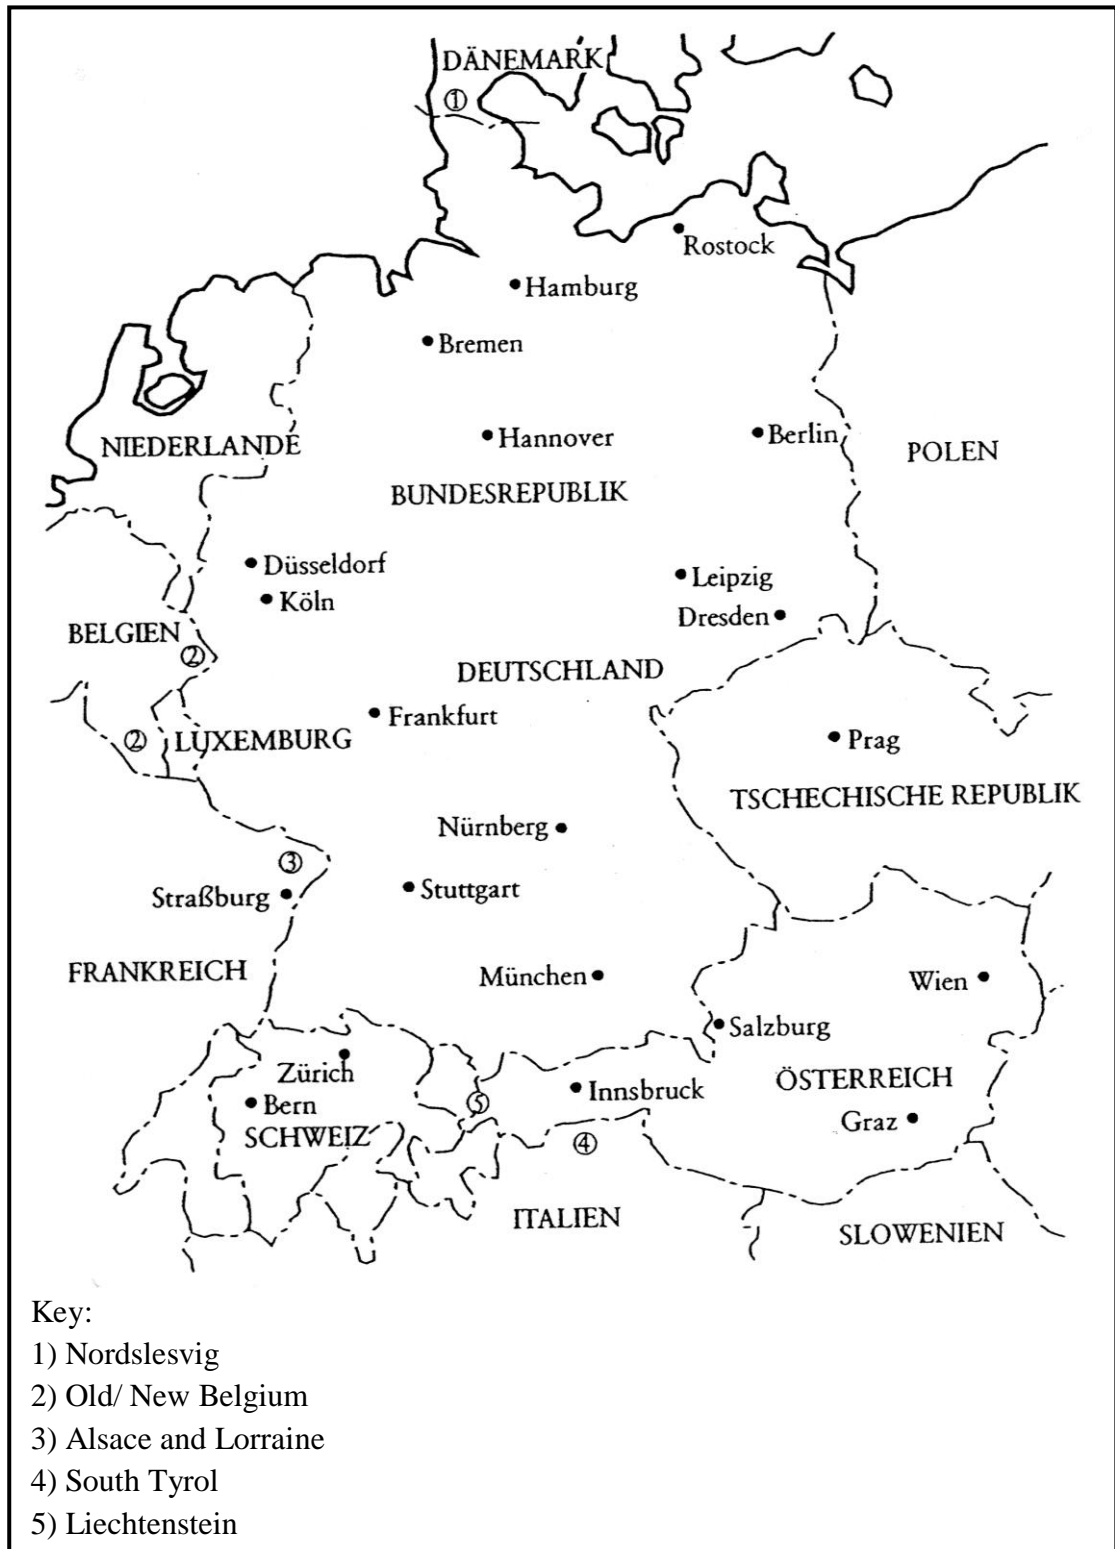 DÄNEMARK
①
Rostock
Hamburg
Bremen
NIEDERLANDE
Hannover
Berlin
POLEN
BUNDESREPUBLIK
Düsseldorf
Leipzig
Köln
Dresden
BELGIEN
②
DEUTSCHLAND
Frankfurt
②
LUXEMBURG
Prag
TSCHECHISCHE REPUBLIK
Nürnberg
③
Straßburg
Stuttgart
FRANKREICH
München
Wien
Salzburg
Zürich
Innsbruck
ÖSTERREICH
Bern
⑤
Graz
SCHWEIZ
④
ITALIEN
SLOWENIEN
Key:
1) Nordslesvig
2) Old/ New Belgium
3) Alsace and Lorraine
4) South Tyrol
5) Liechtenstein